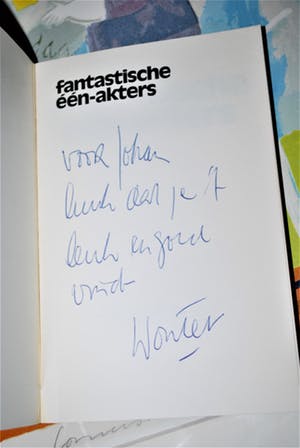 fantastische
één-akters
voor Johan
leuk dat je 't
leuk en goed
vindt
Wouter